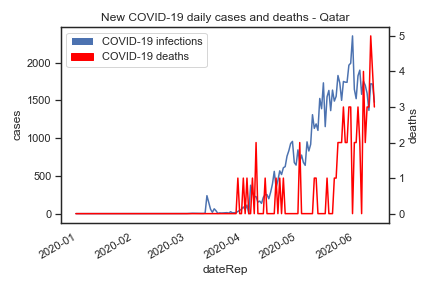 New COVID-19 daily cases and deaths - Qatar
COVID-19 infections
COVID-19 deaths
cases
2000
1500
1000
500
0
deaths
5
4
3
2
1
0
2020-01
2020-02
2020-03
2020-04
2020-05
2020-06
dateRep